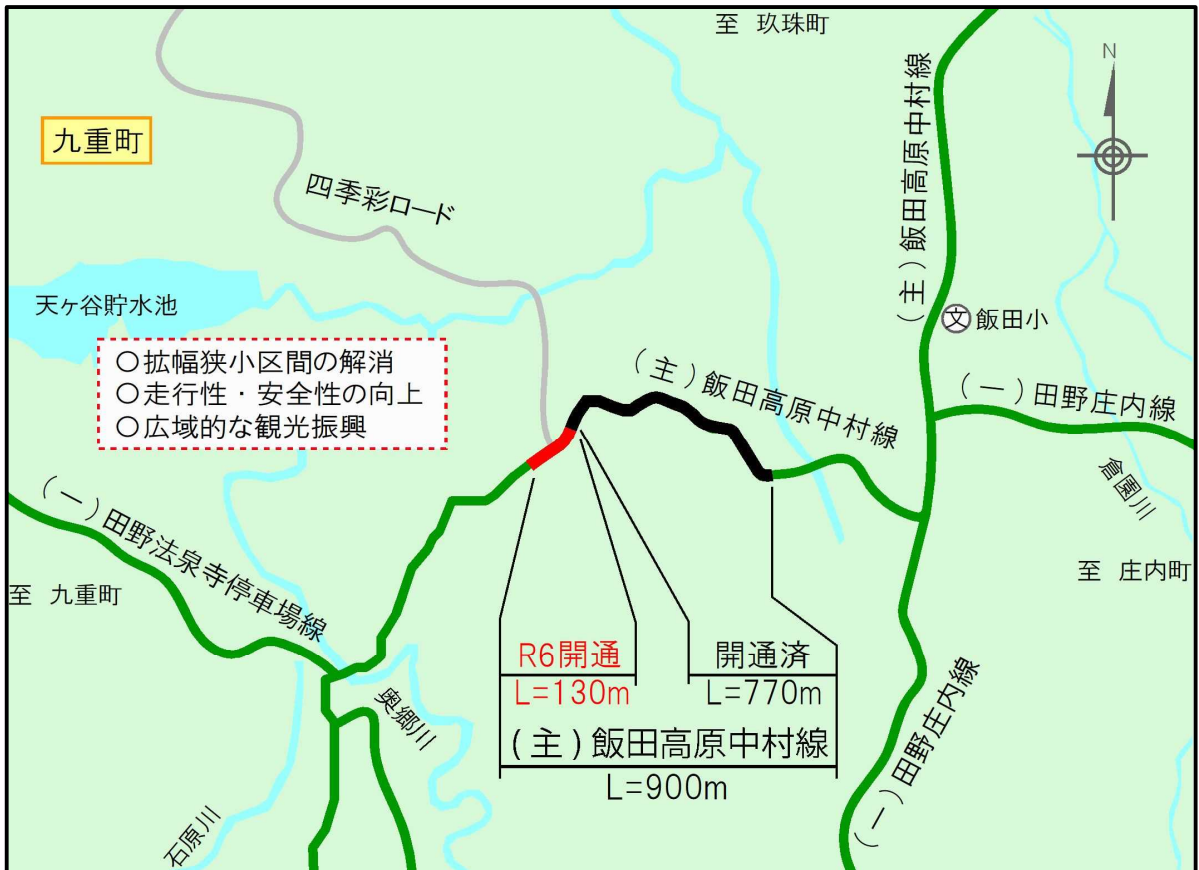 至 玖珠町
N
九重町
四季彩ロード
(主)飯田高原中村線
天ヶ谷貯水池
文
飯田小
○拡幅狭小区間の解消
○走行性・安全性の向上
○広域的な観光振興
(主)飯田高原中村線
(一)田野庄内線
倉園川
(一)田野法泉寺停車場線
至 九重町
至 庄内町
R6開通
L=130m
開通済
L=770m
(主)飯田高原中村線
L=900m
奥郷川
石原川
(一)田野庄内線